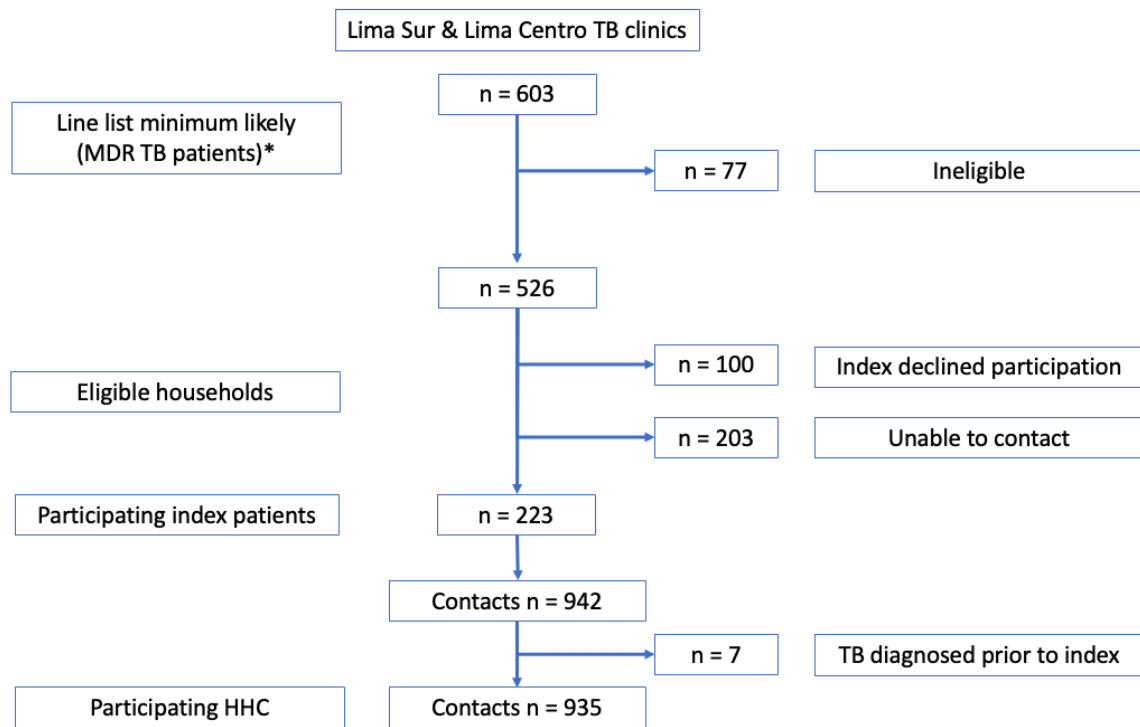 Lima Sur & Lima Centro TB clinics
n = 603
Line list minimum likely
(MDR TB patients)*
n = 77
Ineligible
n = 526
n = 100
Index declined participation
Eligible households
n = 203
Unable to contact
Participating index patients
n = 223
Contacts n = 942
n = 7
TB diagnosed prior to index
Participating HHC
Contacts n = 935